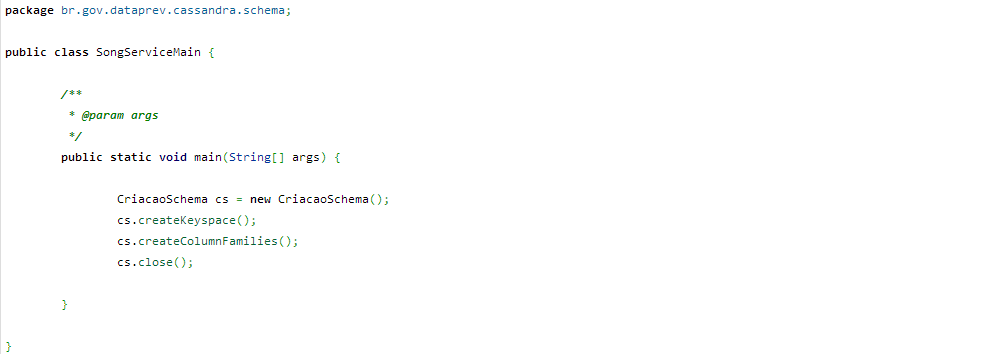 package br.gov.dataprev.cassandra.schema;
public class SongServiceMain {
/**
* @param args
*/
public static void main(String[] args) {
CriacaoSchema cs = new CriacaoSchema();
cs.createKeyspace();
cs.createColumnFamilies();
cs.close();
}
}